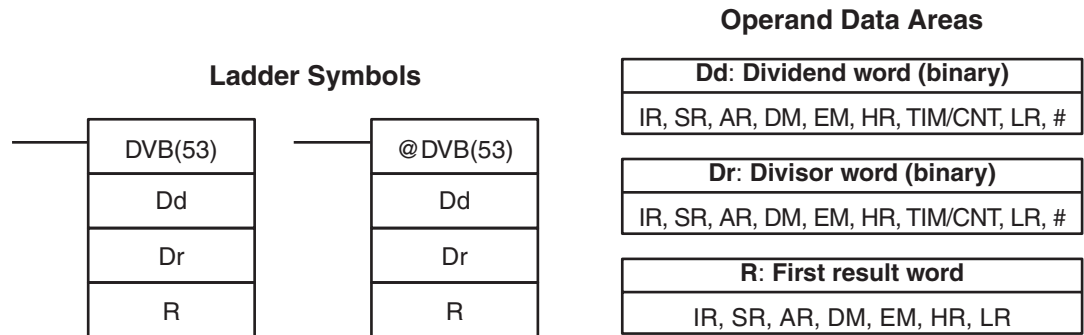 Ladder Symbols
DVB(53)
Dd
Dr
R
@DVB(53)
Dd
Dr
R
Operand Data Areas
Dd: Dividend word (binary)
IR, SR, AR, DM, EM, HR, TIM/CNT, LR, #
Dr: Divisor word (binary)
IR, SR, AR, DM, EM, HR, TIM/CNT, LR, #
R: First result word
IR, SR, AR, DM, EM, HR, LR